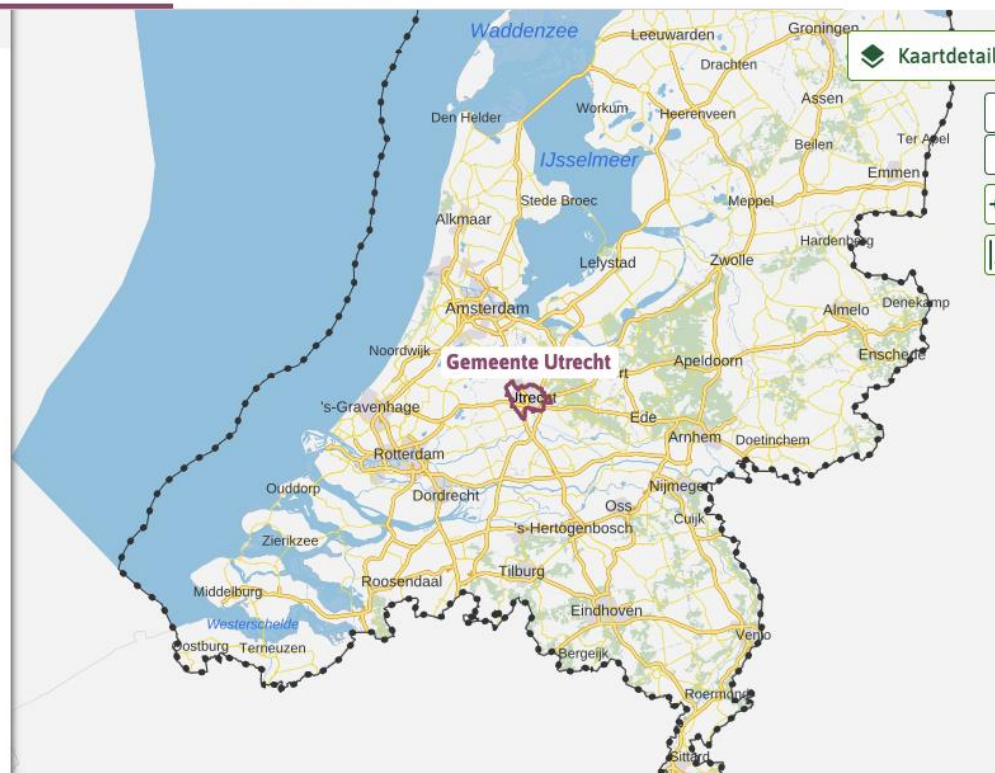 Waddenzee
Leeuwarden
Groningen
Kaartdetail
Drachten
Assen
Workum
Heerenveen
Den Helder
Beilen
Ter Apel
IJsselmeer
Emmen
Stede Broec
Meppel
Alkmaar
Hardenberg
Lelystad
Zwolle
Amsterdam
Almelo
Denekamp
Noordwijk
Enschede
Gemeente Utrecht
Apeldoorn
rt
Utrecht
's-Gravenhage
Ede
Arnhem
Doetinchem
Rotterdam
Nijmegen
Ouddorp
Dordrecht
Oss
Cuijk
's-Hertogenbosch
Zierikzee
Tilburg
Roosendaal
Middelburg
Eindhoven
Westerschelde
Venlo
Oostburg
Terneuzen
Bergeijk
Roermond
Sittard